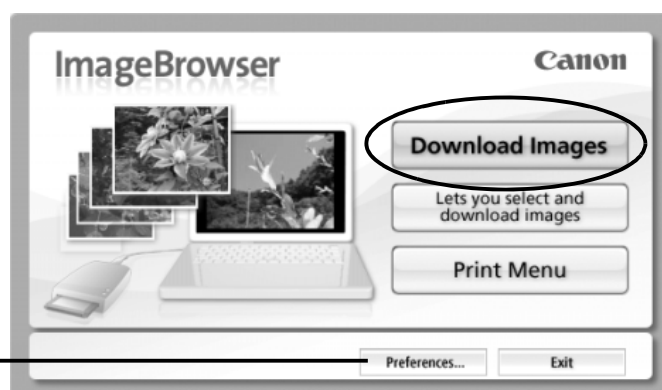 ImageBrowser
Canon
Download Images
Lets you select and
download images
Print Menu
Preferences...
Exit